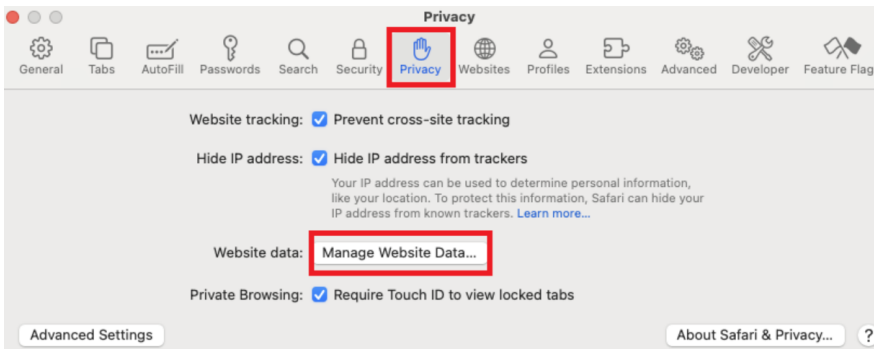 Privacy
General Tabs AutoFill Passwords Search Security Privacy Websites Profiles Extensions Advanced Developer Feature Flag
Website tracking: Prevent cross-site tracking
Hide IP address: Hide IP address from trackers
Your IP address can be used to determine personal information,
like your location. To protect this information, Safari can hide your
IP address from known trackers. Learn more...
Website data: Manage Website Data...
Private Browsing: Require Touch ID to view locked tabs
Advanced Settings About Safari & Privacy... ?